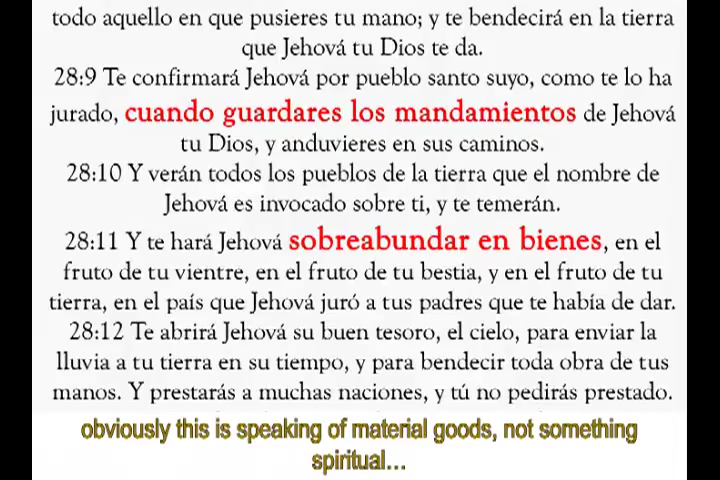 todo aquello en que pusieres tu mano; y te bendecirá en la tierra
que Jehová tu Dios te da.
28:9 Te confirmará Jehová por pueblo santo suyo, como te lo ha
jurado, cuando guardares los mandamientos de Jehová
tu Dios, y anduvieres en sus caminos.
28:10 Y verán todos los pueblos de la tierra que el nombre de
Jehová es invocado sobre ti, y te temerán.
28:11 Y te hará Jehová sobreabundar en bienes, en el
fruto de tu vientre, en el fruto de tu bestia, y en el fruto de tu
tierra, en el país que Jehová juró a tus padres que te había de dar.
28:12 Te abrirá Jehová su buen tesoro, el cielo, para enviar la
lluvia a tu tierra en su tiempo, y para bendecir toda obra de tus
manos. Y prestarás a muchas naciones, y tú no pedirás prestado.
obviously this is speaking of material goods, not something
spiritual...